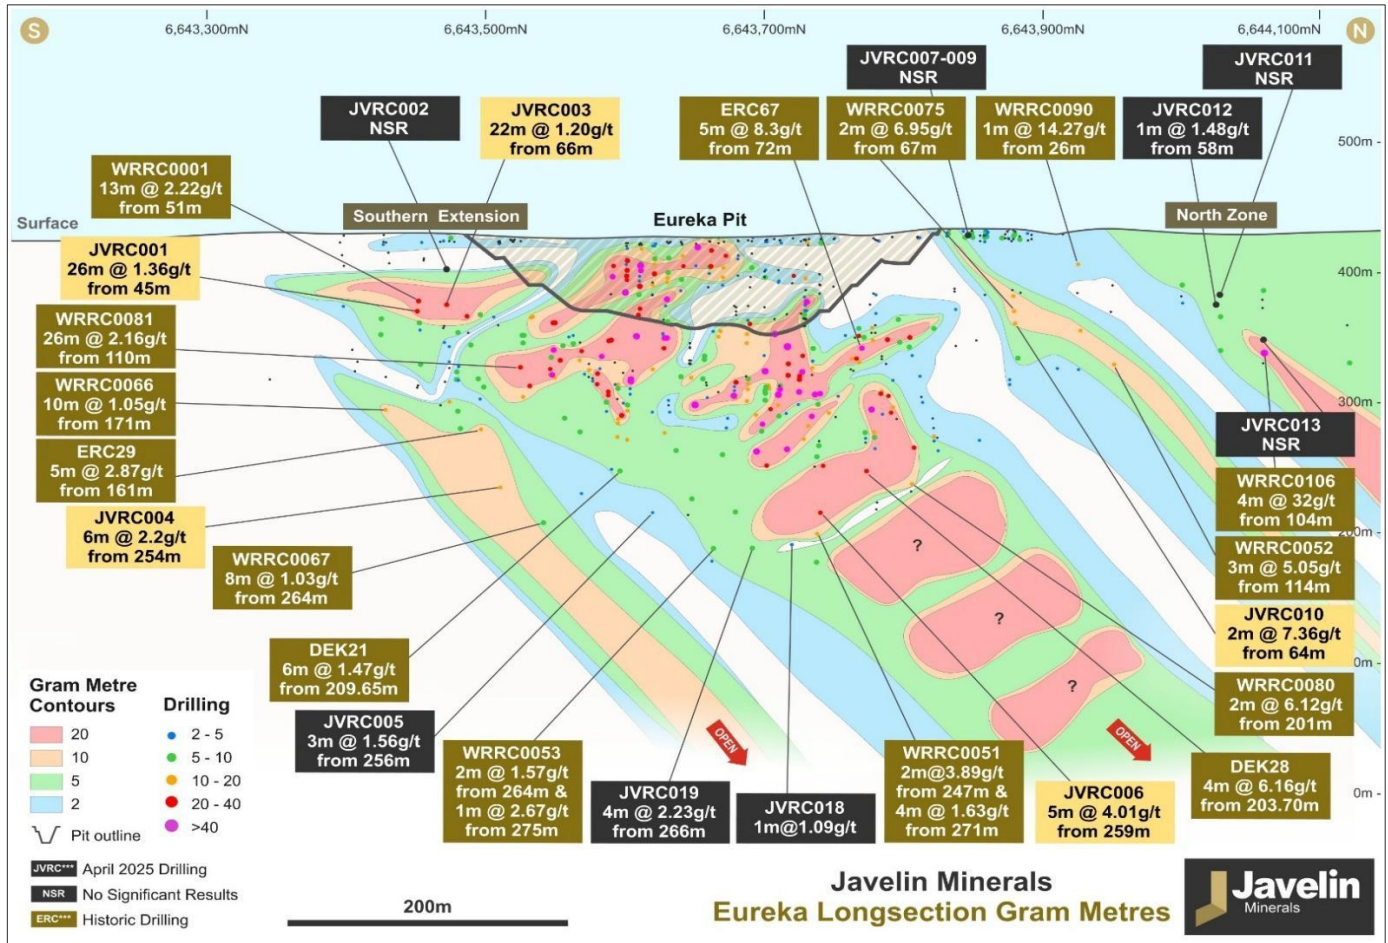 S
6,643,300mN
6,643,500mN
6,643,700mN
6,643,900mN
6,644,100mN
N
JVRC007-009
NSR
JVRC011
NSR
JVRC002
NSR
JVRC003
22m @ 1.20g/t
from 66m
ERC67
5m @ 8.3g/t
from 72m
WRRC0075
2m @ 6.95g/t
from 67m
WRRC0090
1m @ 14.27g/t
from 26m
JVRC012
1m @ 1.48g/t
from 58m
500m
WRRC0001
13m @ 2.22g/t
from 51m
Surface
Southern Extension
Eureka Pit
North Zone
JVRC001
26m @ 1.36g/t
from 45m
400m
WRRC0081
26m @ 2.16g/t
from 110m
WRRC0066
10m @ 1.05g/t
from 171m
300m
JVRC013
NSR
ERC29
5m @ 2.87g/t
from 161m
WRRC0106
4m @ 32g/t
from 104m
JVRC004
6m @ 2.2g/t
from 254m
00m
WRRC0052
3m @ 5.05g/t
from 114m
?
WRRC0067
8m @ 1.03g/t
from 264m
JVRC010
2m @ 7.36g/t
from 64m
?
DEK21
6m @ 1.47g/t
from 209.65m
0m
WRRC0080
2m @ 6.12g/t
from 201m
?
JVRC005
3m @ 1.56g/t
from 256m
WRRC0053
2m @ 1.57g/t
from 264m &
1m @ 2.67g/t
from 275m
OPEN
JVRC019
4m @ 2.23g/t
from 266m
JVRC018
1m@1.09g/t
WRRC0051
2m@3.89g/t
from 247m &
4m @ 1.63g/t
from 271m
OPEN
JVRC006
5m @ 4.01g/t
from 259m
DEK28
4m @ 6.16g/t
from 203.70m
0m
Gram Metre
Contours
20
10
5
2
Pit outline
Drilling
2 - 5
5 - 10
10 - 20
20 - 40
>40
JVRC*** April 2025 Drilling
NSR No Significant Results
ERC*** Historic Drilling
200m
Javelin Minerals
Eureka Longsection Gram Metres
Javelin
Minerals